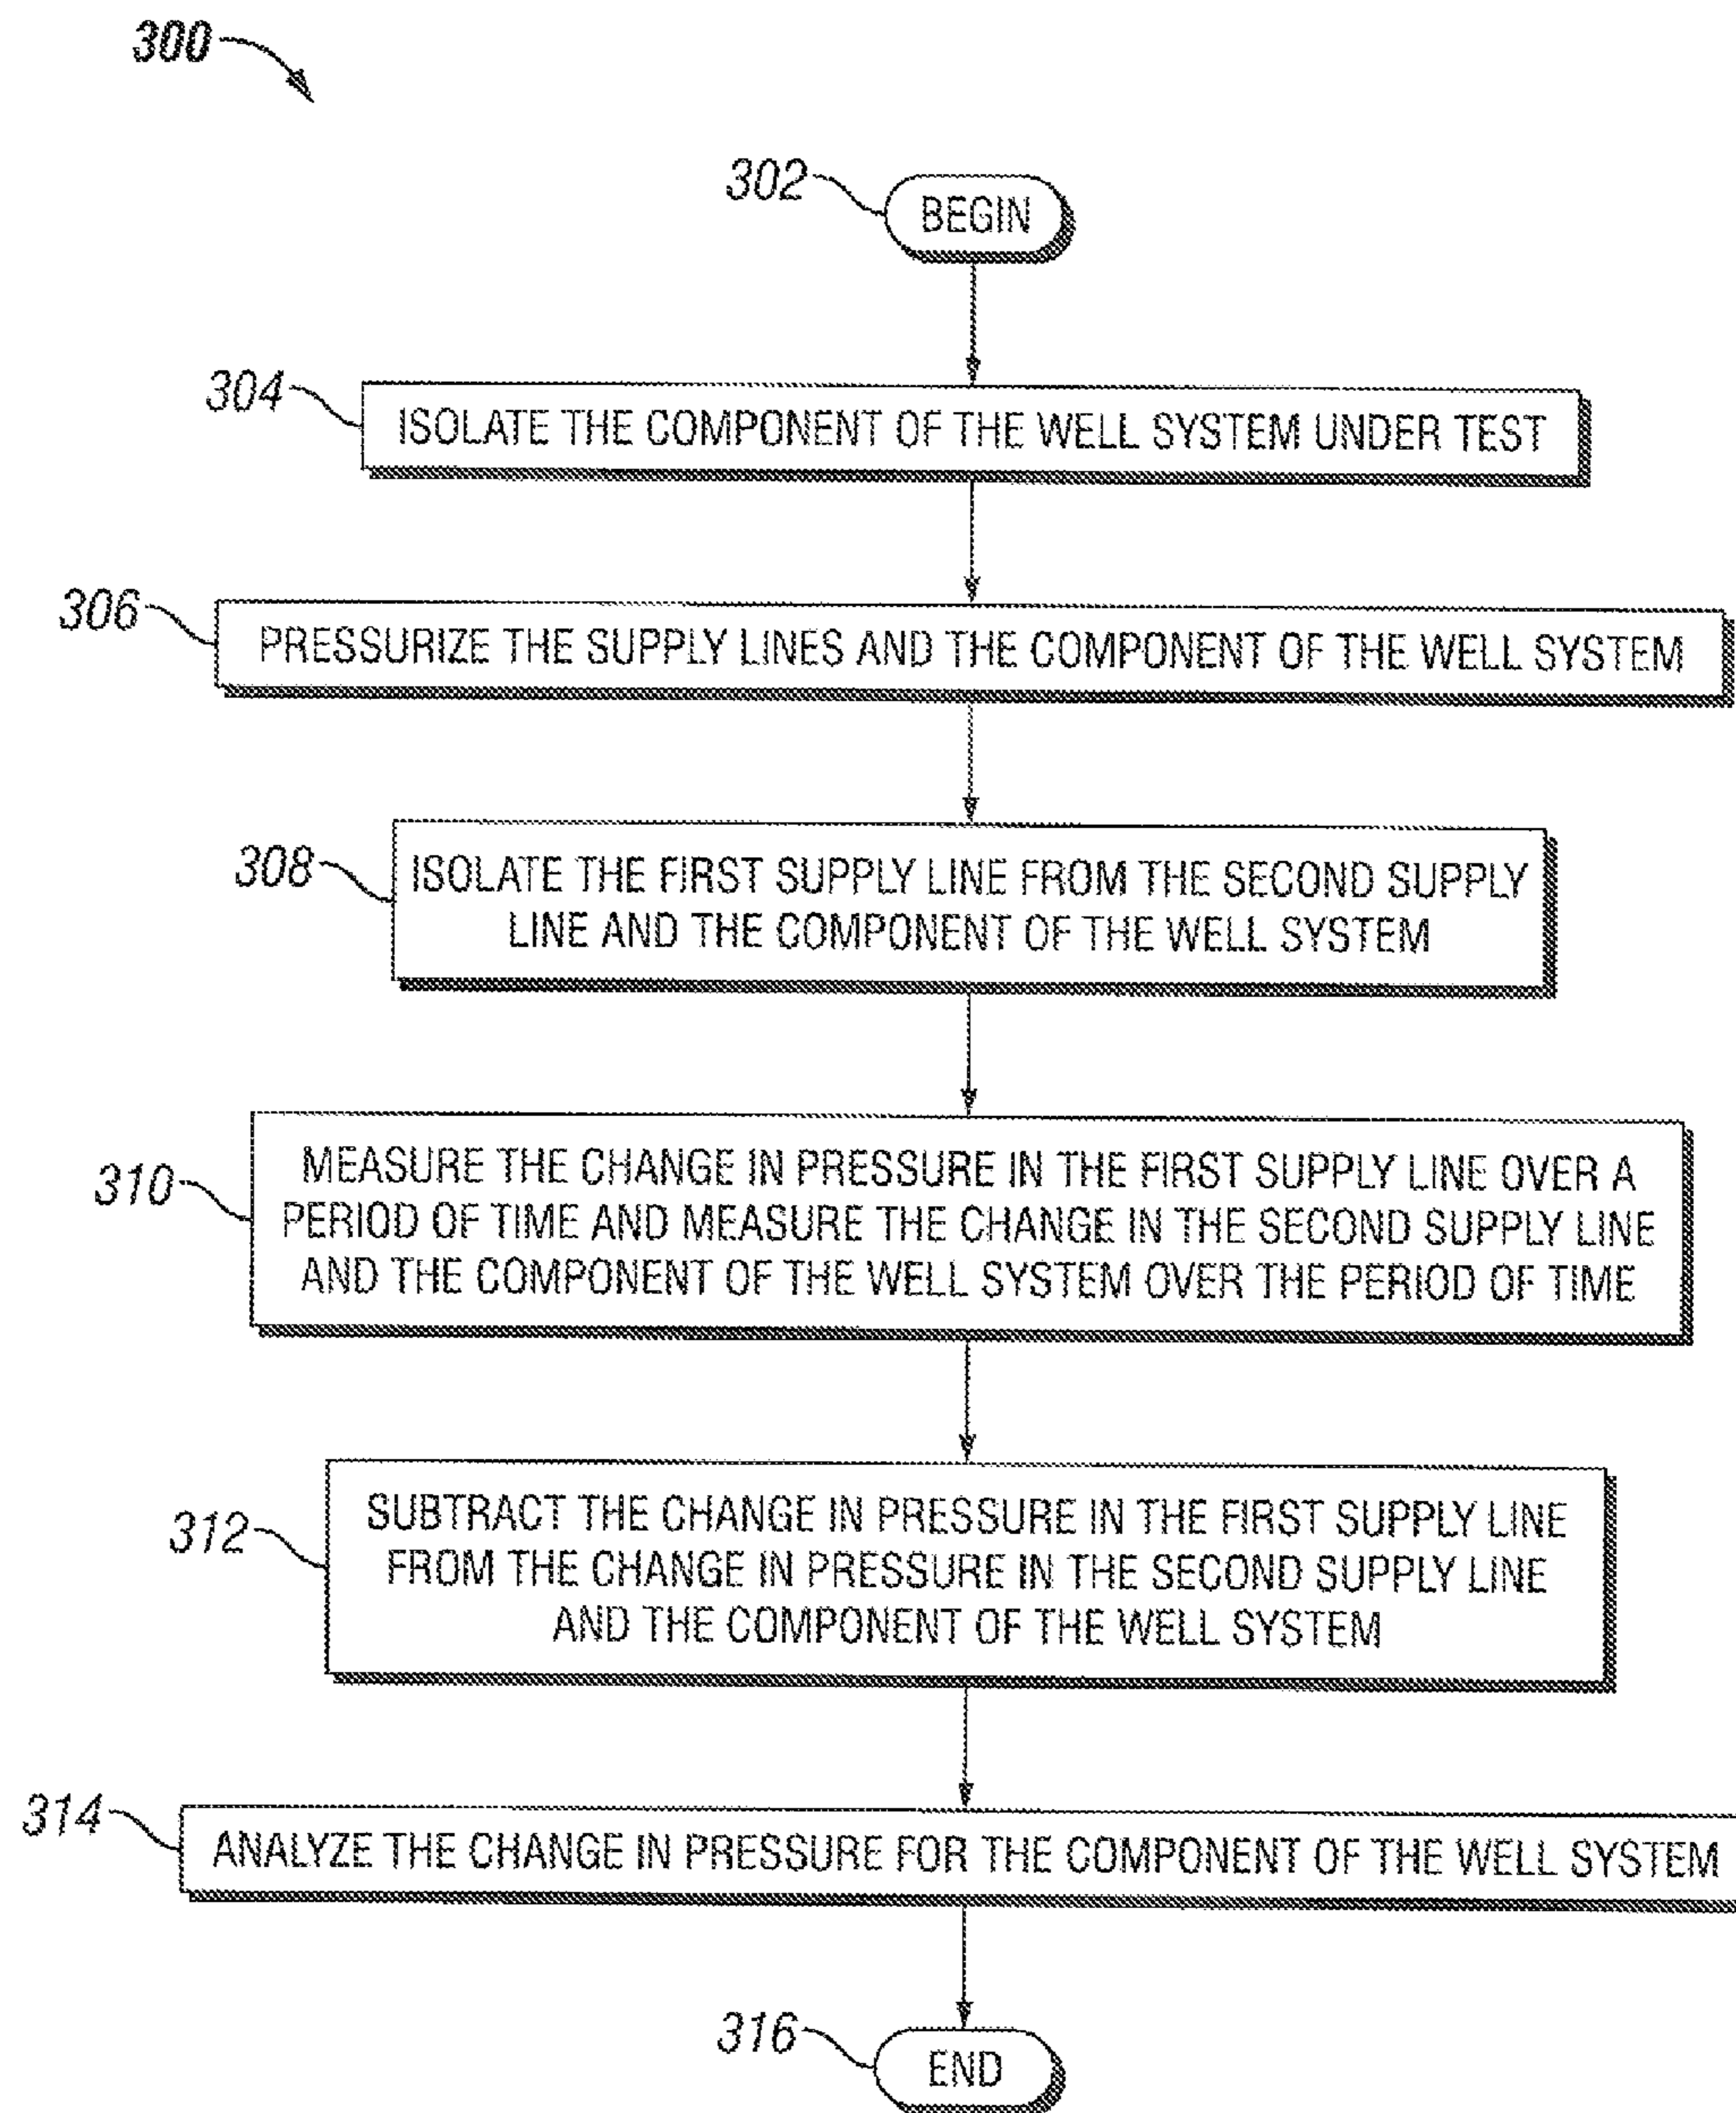 300
302
BEGIN
304
ISOLATE THE COMPONENT OF THE WELL SYSTEM UNDER TEST
306
PRESSURIZE THE SUPPLY LINES AND THE COMPONENT OF THE WELL SYSTEM
308
ISOLATE THE FIRST SUPPLY LINE FROM THE SECOND SUPPLY
LINE AND THE COMPONENT OF THE WELL SYSTEM
310
MEASURE THE CHANGE IN PRESSURE IN THE FIRST SUPPLY LINE OVER A
PERIOD OF TIME AND MEASURE THE CHANGE IN THE SECOND SUPPLY LINE
AND THE COMPONENT OF THE WELL SYSTEM OVER THE PERIOD OF TIME
312
SUBTRACT THE CHANGE IN PRESSURE IN THE FIRST SUPPLY LINE
FROM THE CHANGE IN PRESSURE IN THE SECOND SUPPLY LINE
AND THE COMPONENT OF THE WELL SYSTEM
314
ANALYZE THE CHANGE IN PRESSURE FOR THE COMPONENT OF THE WELL SYSTEM
316
END